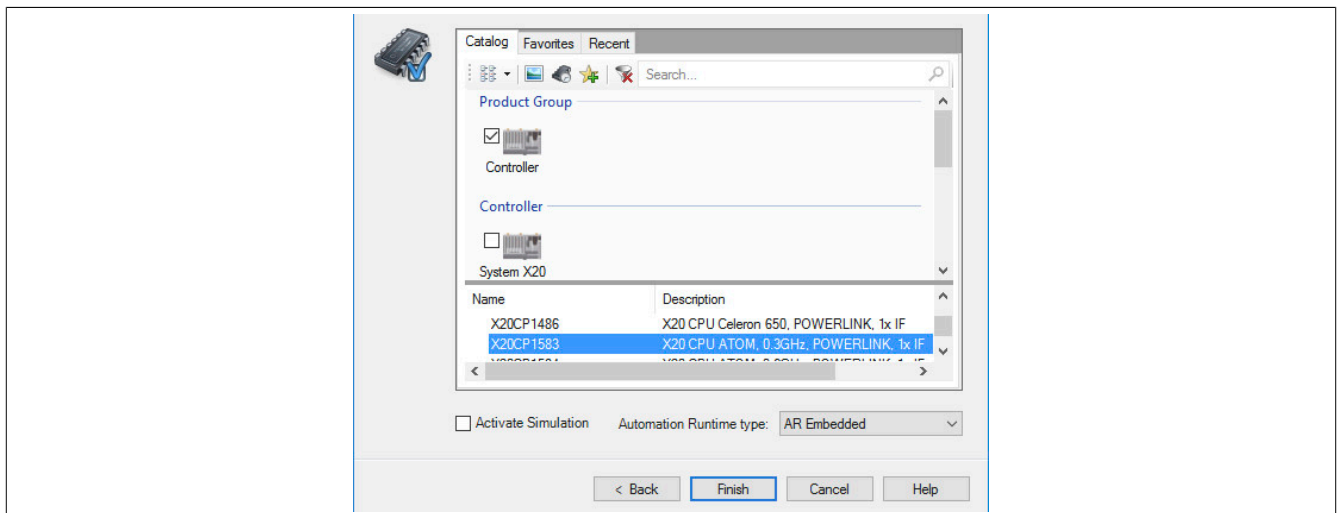 Catalog Favorites Recent
Search...
Product Group
Controller
Controller
System X20
Name Description
X20CP1486 X20 CPU Celeron 650, POWERLINK, 1x IF
X20CP1583 X20 CPU ATOM, 0.3GHz, POWERLINK, 1x IF
Activate Simulation Automation Runtime type: AR Embedded
< Back Finish Cancel Help